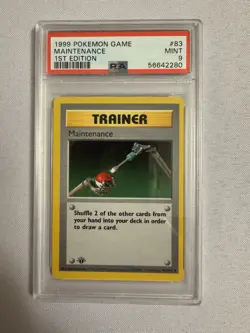 1999 POKEMON GAME #83
MAINTENANCE MINT
1ST EDITION 9
PSA 56642280
TRAINER
Maintenance
Shuffle 2 of the other cards from
your hand into your deck in order
to draw a card.